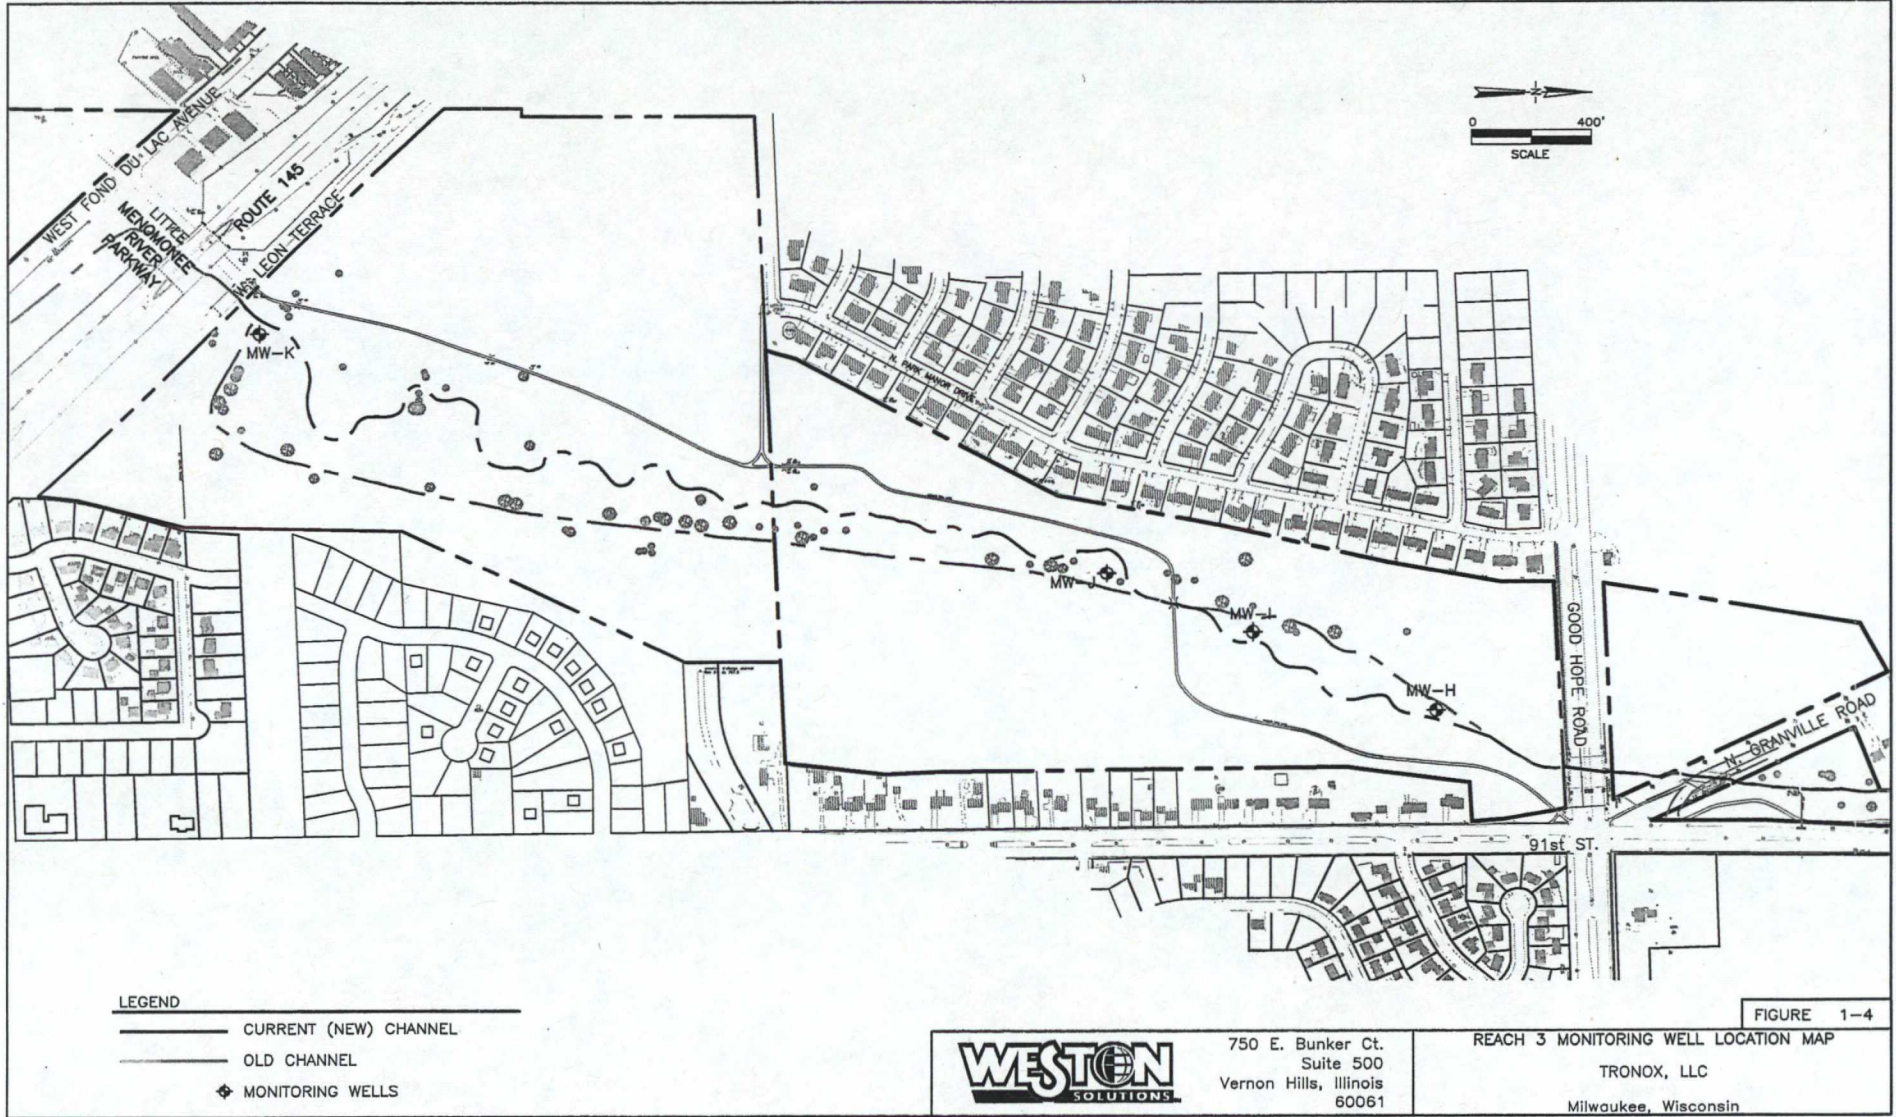 WEST FOND DU LAC AVENUE
LITTLE
MENOMONEE
RIVER
PARKWAY
ROUTE 145
LEON TERRACE
N
0 400'
SCALE
MW-K
N. PARK MANOR DRIVE
MW-J
MW-I
MW-H
GOOD HOPE ROAD
N. GRANVILLE ROAD
91st ST.
LEGEND
CURRENT (NEW) CHANNEL
OLD CHANNEL
MONITORING WELLS
WESTON
SOLUTIONS
750 E. Bunker Ct.
Suite 500
Vernon Hills, Illinois
60061
FIGURE 1-4
REACH 3 MONITORING WELL LOCATION MAP
TRONOX, LLC
Milwaukee, Wisconsin